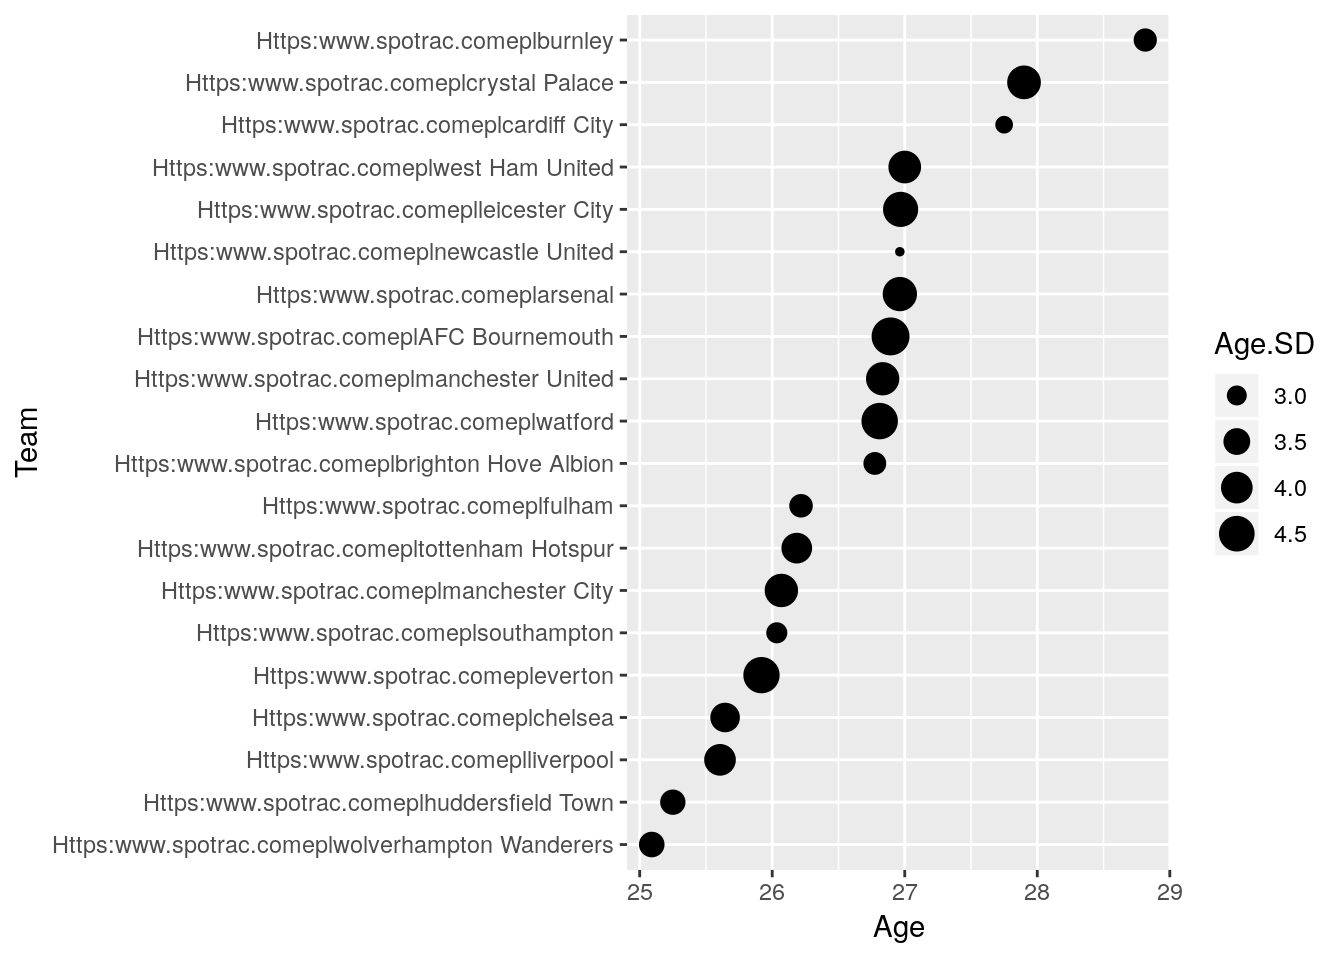 Https:www.spotrac.comeplburnley
Https:www.spotrac.comeplcrystal Palace
Https:www.spotrac.comeplcardiff City
Https:www.spotrac.comeplwest Ham United
Https:www.spotrac.comeplleicester City
Https:www.spotrac.comeplnewcastle United
Https:www.spotrac.comeplarsenal
Https:www.spotrac.comeplAFC Bournemouth
Https:www.spotrac.comeplmanchester United
Https:www.spotrac.comeplwatford
Https:www.spotrac.comeplbrighton Hove Albion
Https:www.spotrac.comeplfulham
Https:www.spotrac.comepltottenham Hotspur
Https:www.spotrac.comeplmanchester City
Https:www.spotrac.comeplsouthampton
Https:www.spotrac.comepleverton
Https:www.spotrac.comeplchelsea
Https:www.spotrac.comeplliverpool
Https:www.spotrac.comeplhuddersfield Town
Https:www.spotrac.comeplwolverhampton Wanderers
Team
25 26 27 28 29
Age
Age.SD
3.0
3.5
4.0
4.5